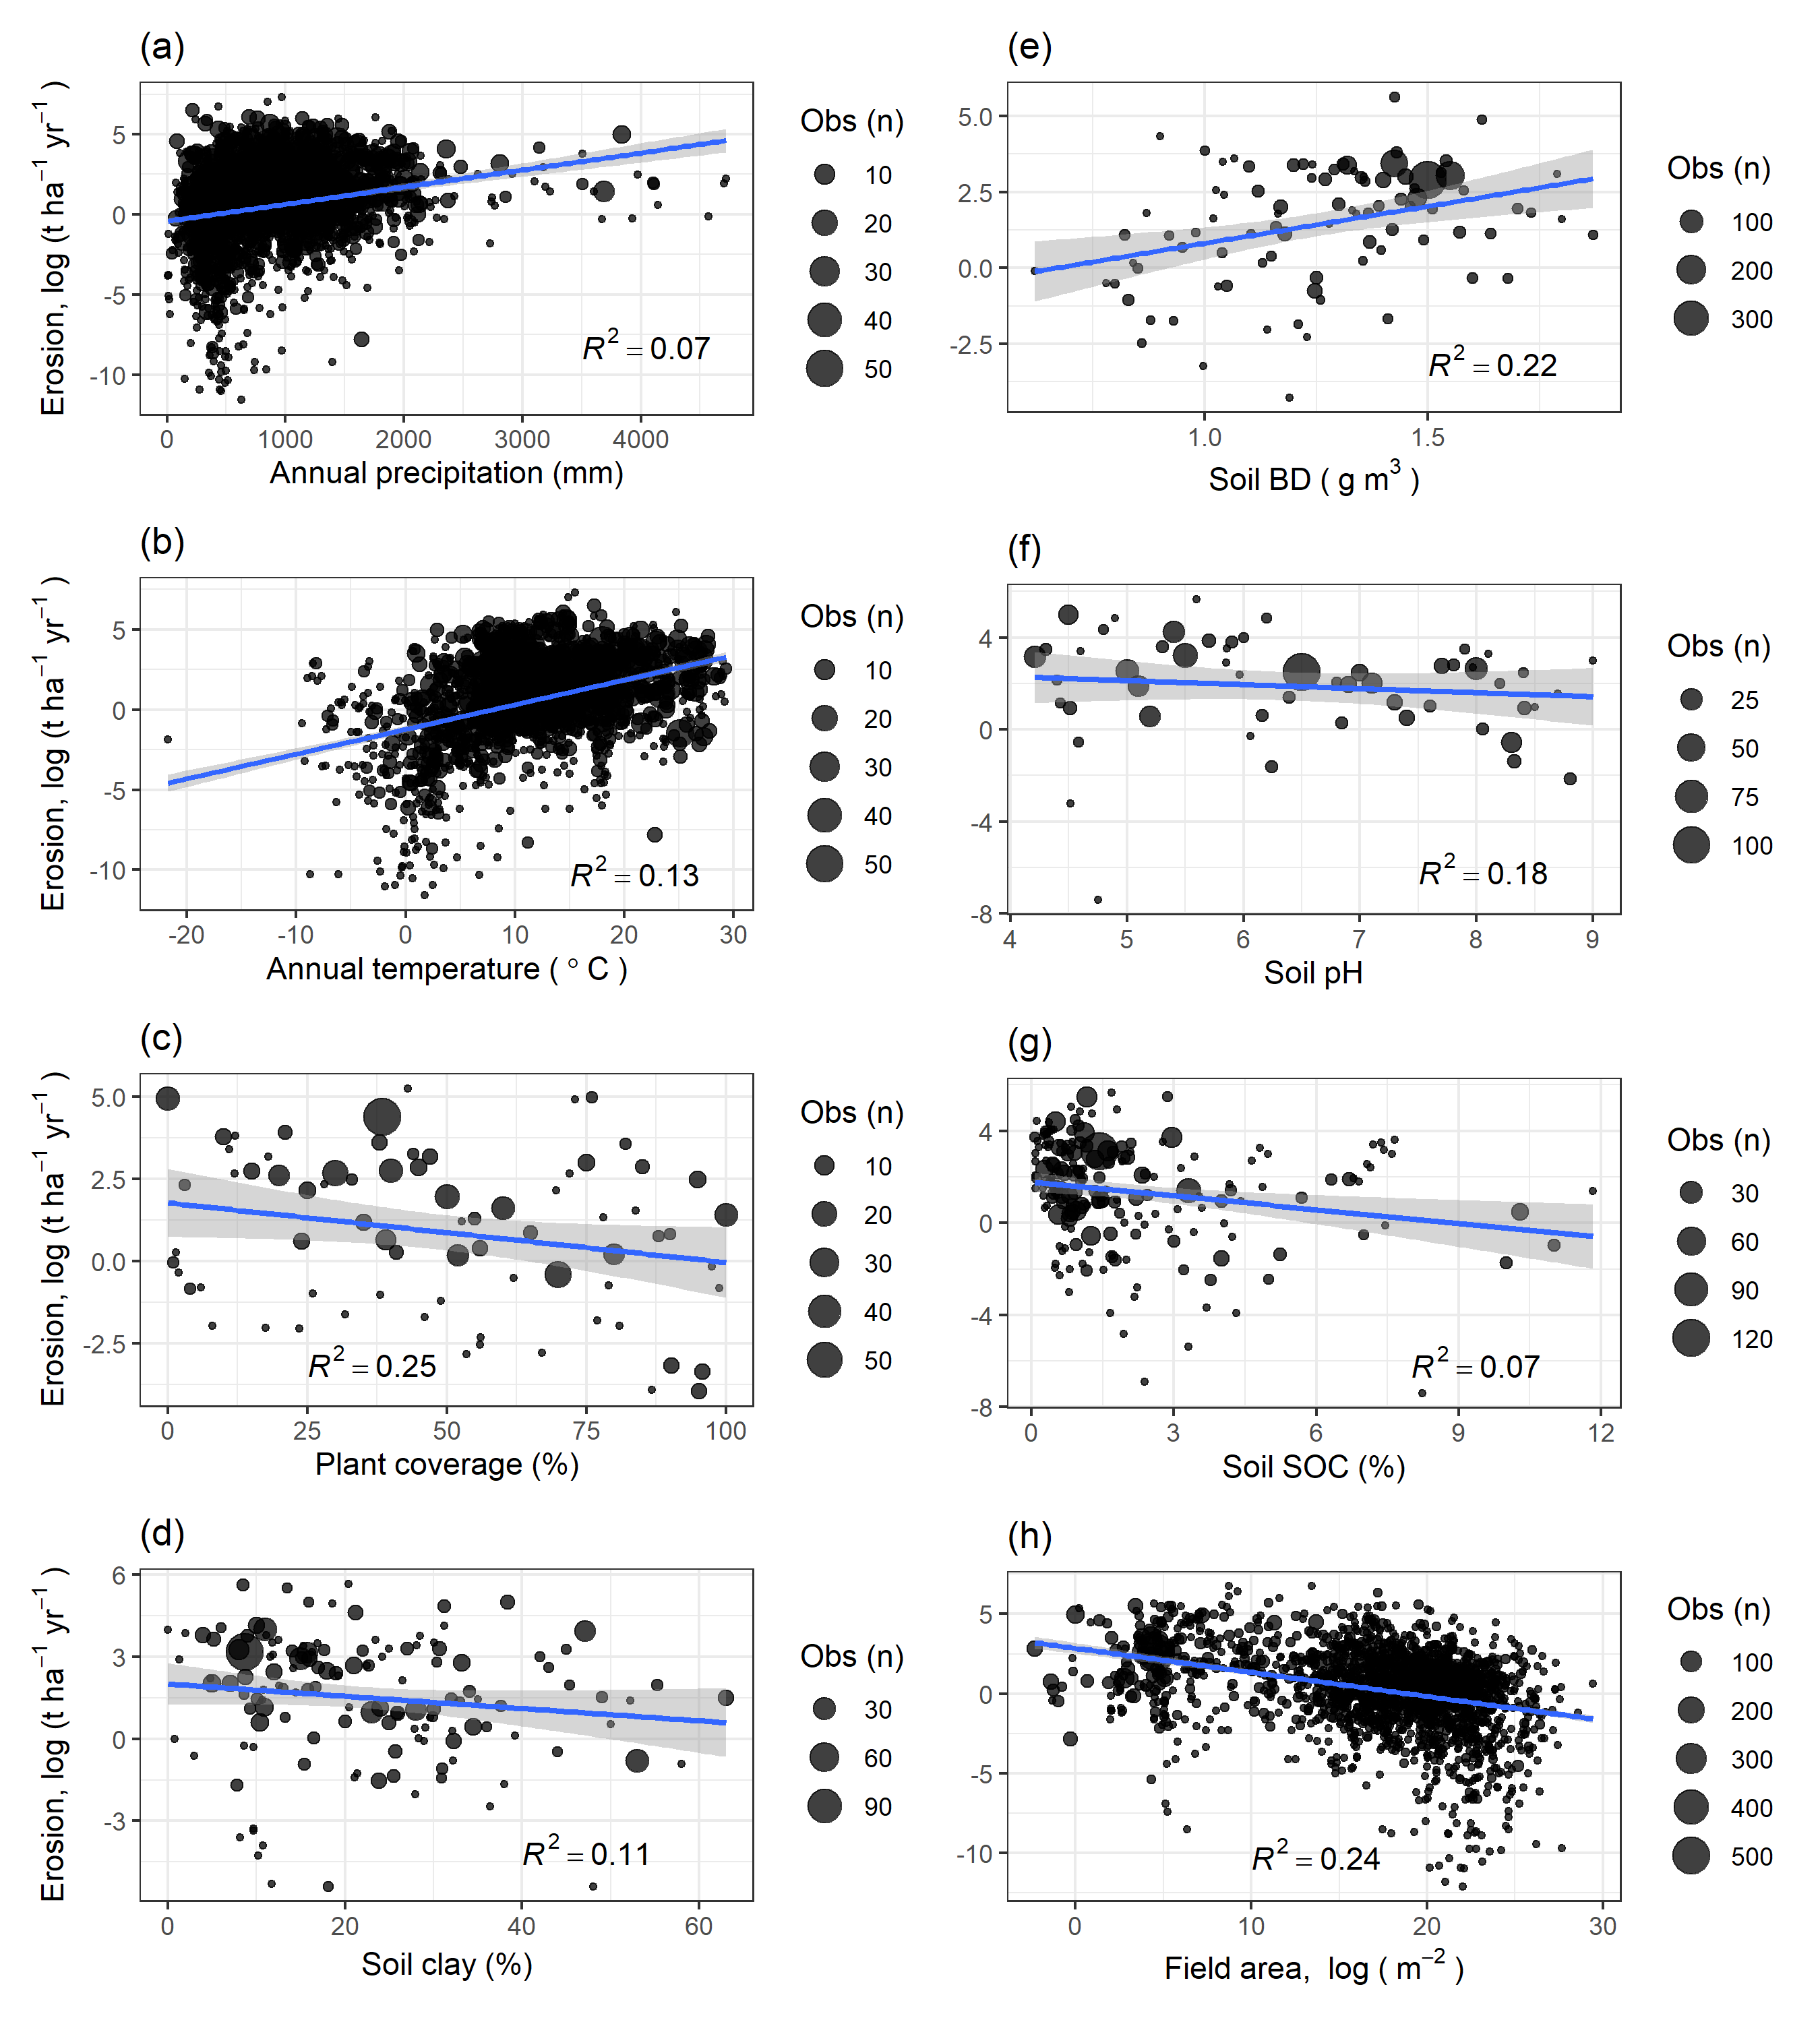 (a)
Erosion, log (t ha⁻¹ yr⁻¹ )
5
0
-5
-10
R² = 0.07
0 1000 2000 3000 4000
Annual precipitation (mm)
Obs (n)
10
20
30
40
50
(e)
5.0
2.5
0.0
-2.5
R² = 0.22
1.0 1.5
Soil BD ( g m³ )
Obs (n)
100
200
300
(b)
Erosion, log (t ha⁻¹ yr⁻¹ )
5
0
-5
-10
R² = 0.13
-20 -10 0 10 20 30
Annual temperature ( ° C )
Obs (n)
10
20
30
40
50
(f)
4
0
-4
-8
R² = 0.18
4 5 6 7 8 9
Soil pH
Obs (n)
25
50
75
100
(c)
Erosion, log (t ha⁻¹ yr⁻¹ )
5.0
2.5
0.0
-2.5
R² = 0.25
0 25 50 75 100
Plant coverage (%)
Obs (n)
10
20
30
40
50
(g)
4
0
-4
-8
R² = 0.07
0 3 6 9 12
Soil SOC (%)
Obs (n)
30
60
90
120
(d)
Erosion, log (t ha⁻¹ yr⁻¹ )
6
3
0
-3
R² = 0.11
0 20 40 60
Soil clay (%)
Obs (n)
30
60
90
(h)
5
0
-5
-10
R² = 0.24
0 10 20 30
Field area, log ( m⁻² )
Obs (n)
100
200
300
400
500